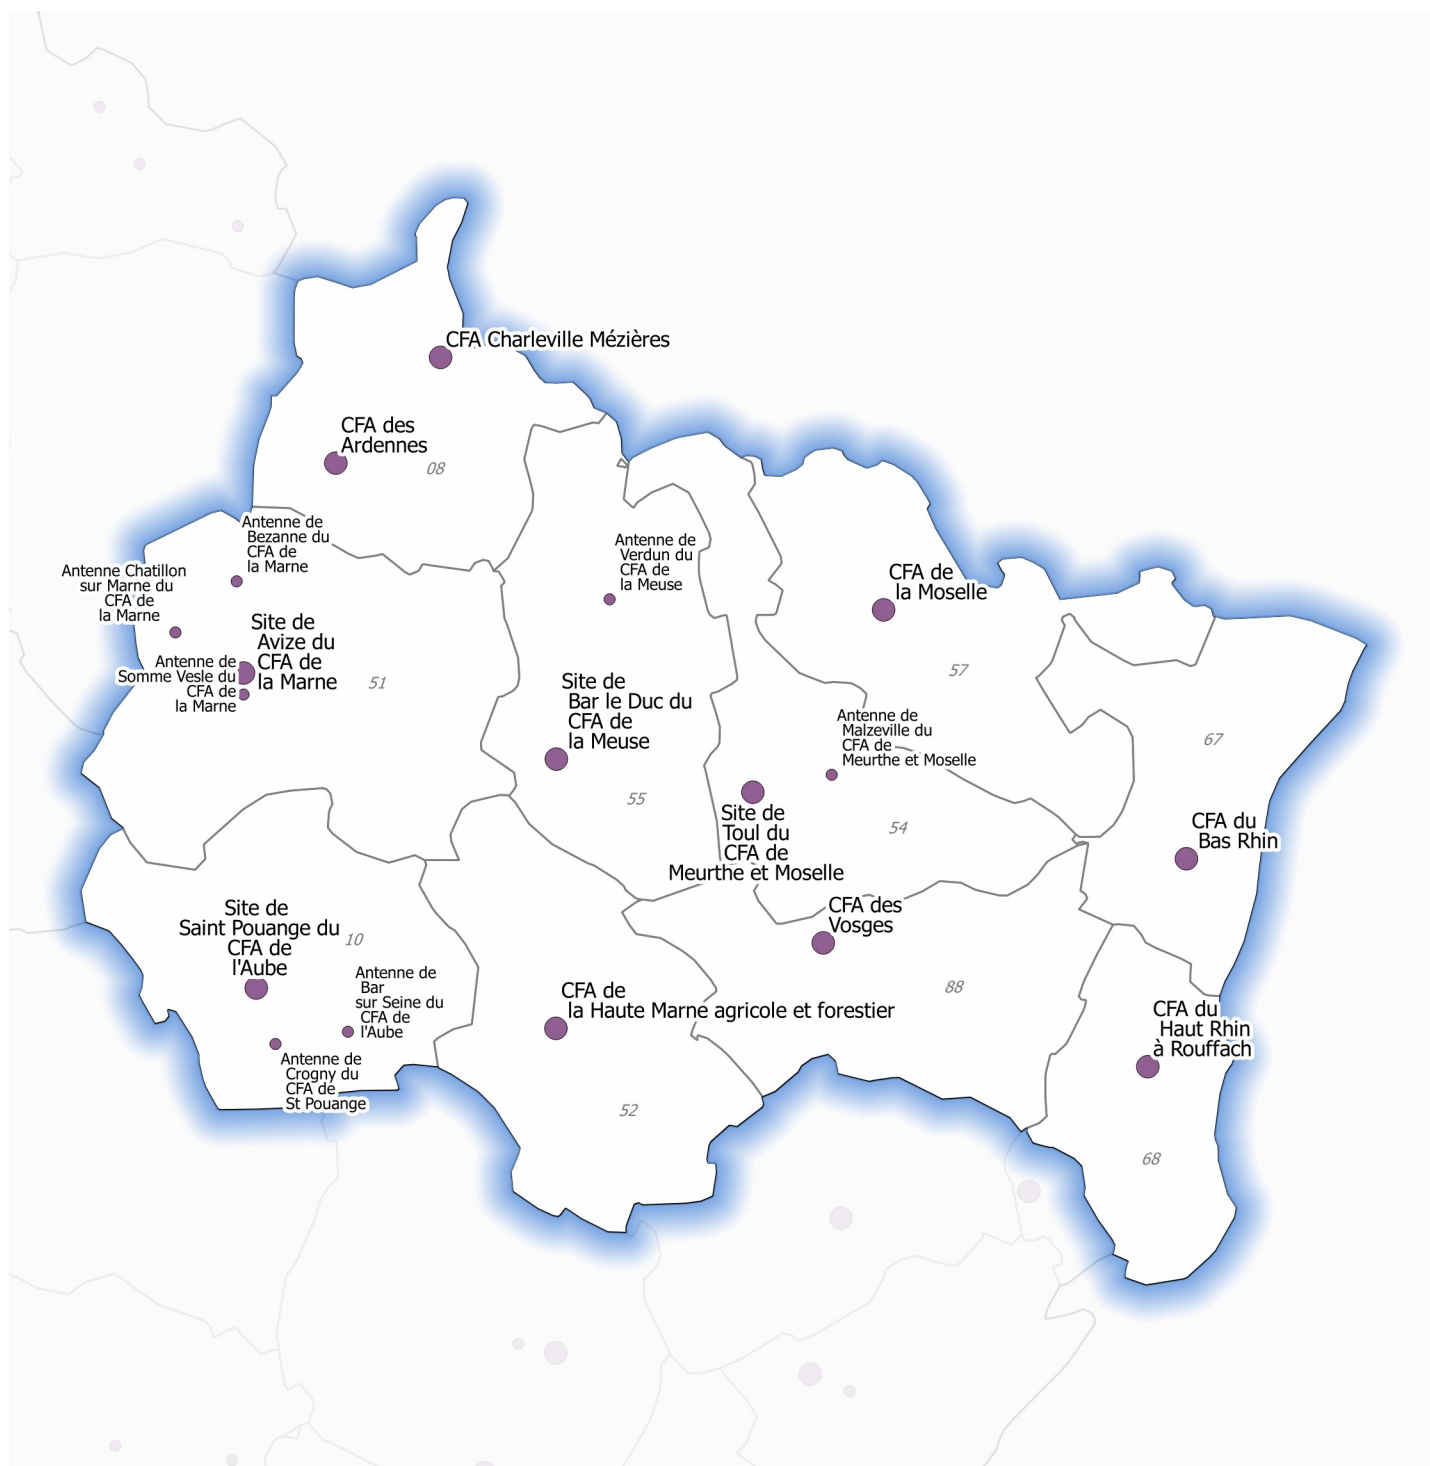 CFA Charleville Mézières
CFA des
Ardennes
08
Antenne de
Bezanne du
CFA de
la Marne
Antenne de
Verdun du
CFA de
la Meuse
Antenne Chatillon
sur Marne du
CFA de
la Marne
CFA de
la Moselle
Site de
Avize du
CFA de
la Marne
Antenne de
Somme Vesle du
CFA de
la Marne
51
57
Site de
Bar le Duc du
CFA de
la Meuse
Antenne de
Malzeville du
CFA de
Meurthe et Moselle
67
55
Site de
Toul du
CFA de
Meurthe et Moselle
54
CFA du
Bas Rhin
Site de
Saint Pouange du
CFA de
l'Aube
10
CFA des
Vosges
Antenne de
Bar
sur Seine du
CFA de
l'Aube
CFA de
la Haute Marne agricole et forestier
88
CFA du
Haut Rhin
à Rouffach
Antenne de
Crogny du
CFA de
St Pouange
52
68